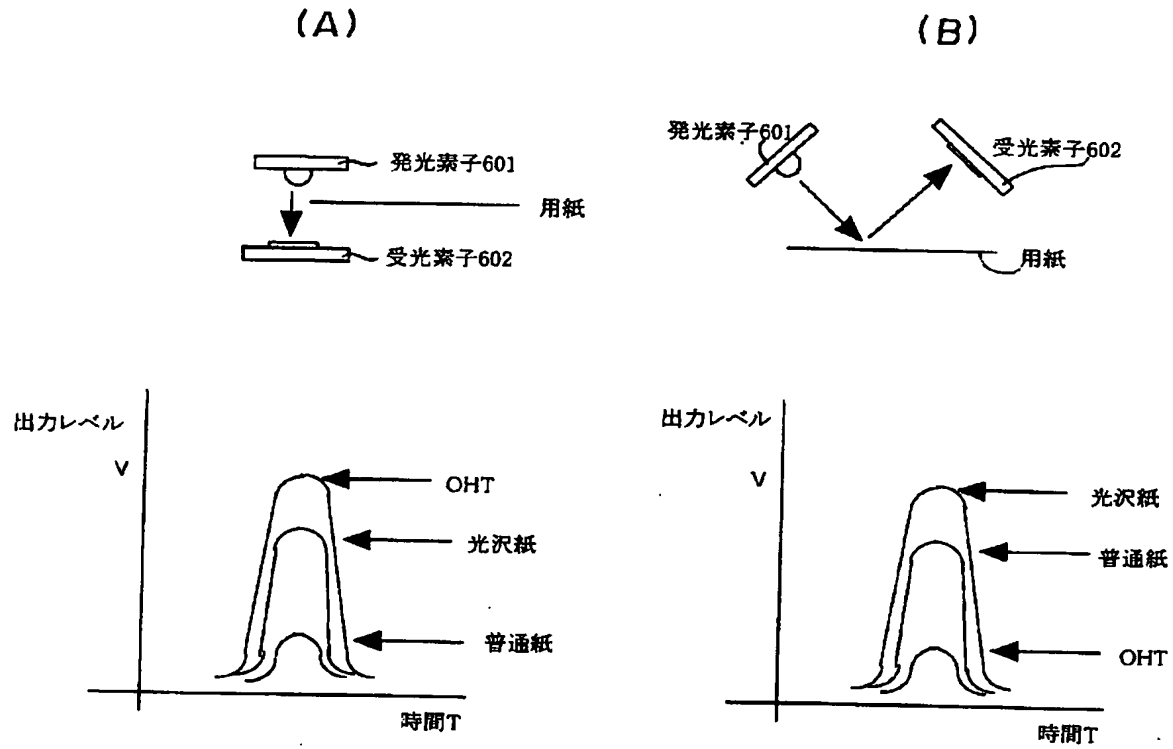 (A)
発光素子601
用紙
受光素子602
出力レベル
V
OHT
光沢紙
普通紙
時間T
(B)
発光素子601
受光素子602
用紙
出力レベル
V
光沢紙
普通紙
OHT
時間T